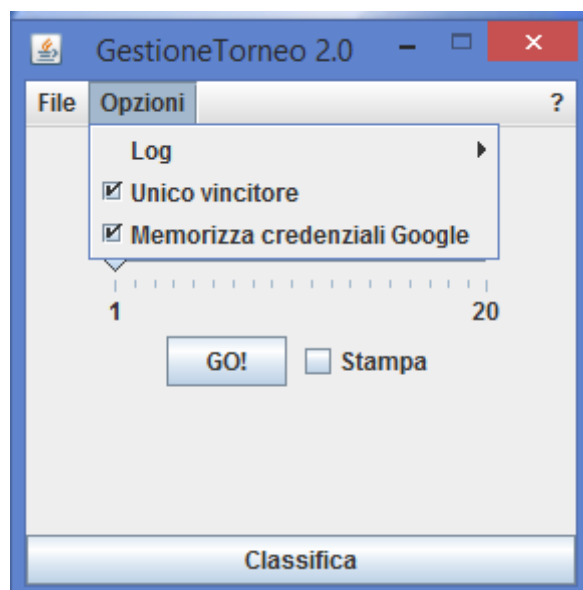 GestioneTorneo 2.0
File Opzioni ?
Log
Unico vincitore
Memorizza credenziali Google
1 20
GO! Stampa
Classifica